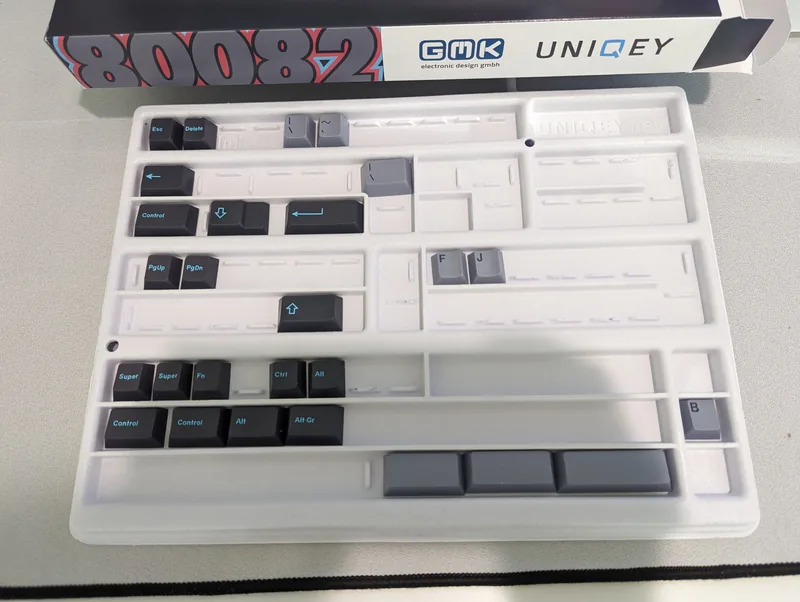 80082
GMK
electronic design gmbh
UNIQEY
Esc
Delete
\
~
UNIQEY
←
\
Control
⇩
PgUp
PgDn
F
J
⇧
Super
Super
Fn
Ctrl
Alt
B
Control
Control
Alt
Alt Gr